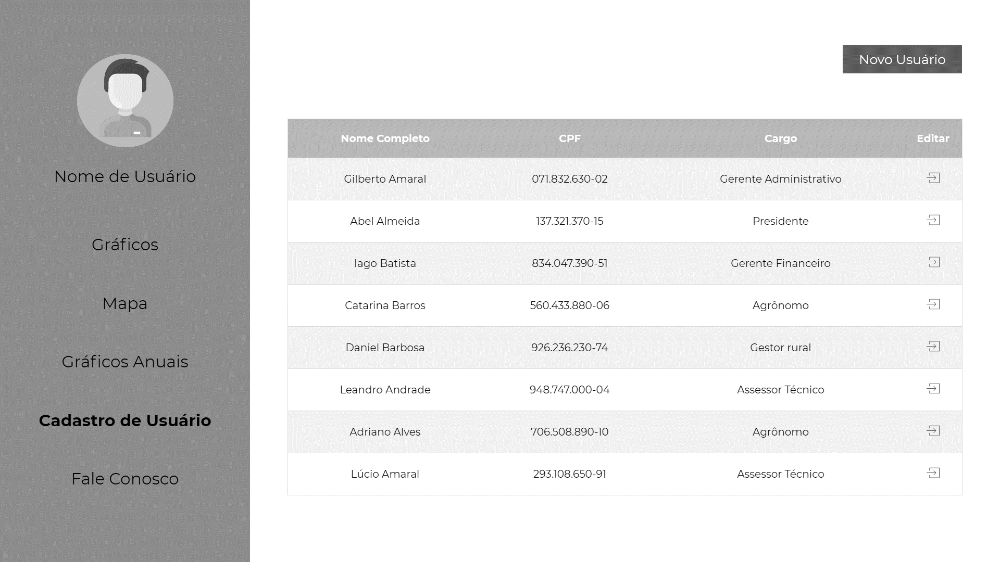 Nome de Usuário
Gráficos
Mapa
Gráficos Anuais
Cadastro de Usuário
Fale Conosco
Novo Usuário
Nome Completo CPF Cargo Editar
Gilberto Amaral 071.832.630-02 Gerente Administrativo
Abel Almeida 137.321.370-15 Presidente
Iago Batista 834.047.390-51 Gerente Financeiro
Catarina Barros 560.433.880-06 Agrônomo
Daniel Barbosa 926.236.230-74 Gestor rural
Leandro Andrade 948.747.000-04 Assessor Técnico
Adriano Alves 706.508.890-10 Agrônomo
Lúcio Amaral 293.108.650-91 Assessor Técnico